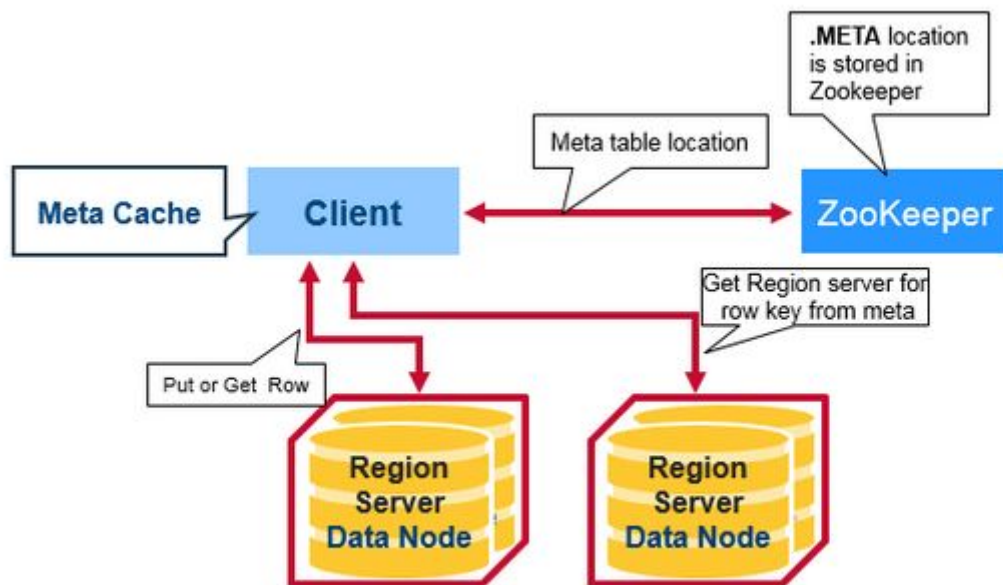 .META location
is stored in
Zookeeper
Meta table location
Meta Cache
Client
ZooKeeper
Get Region server for
row key from meta
Put or Get Row
Region
Server
Data Node
Region
Server
Data Node